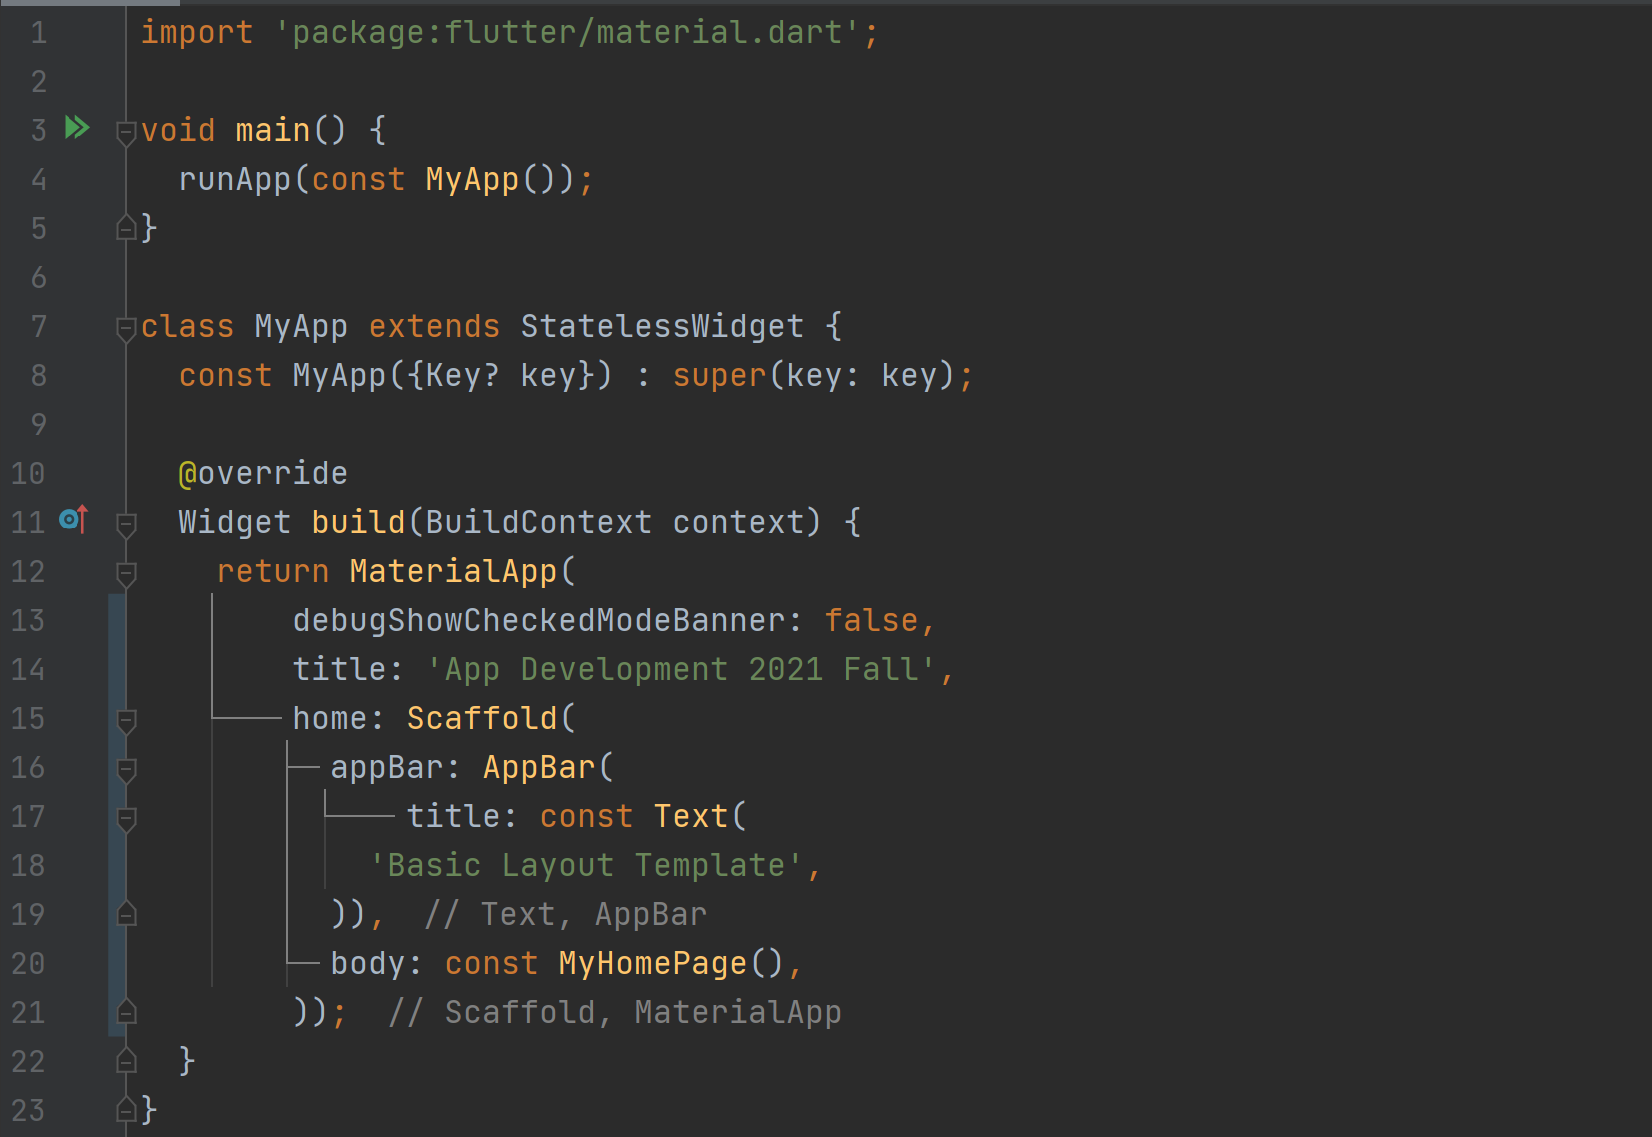 1 import 'package:flutter/material.dart';
2
3 void main() {
4   runApp(const MyApp());
5 }
6
7 class MyApp extends StatelessWidget {
8   const MyApp({Key? key}) : super(key: key);
9
10   @override
11   Widget build(BuildContext context) {
12     return MaterialApp(
13         debugShowCheckedModeBanner: false,
14         title: 'App Development 2021 Fall',
15         home: Scaffold(
16           appBar: AppBar(
17               title: const Text(
18             'Basic Layout Template',
19           )),  // Text, AppBar
20           body: const MyHomePage(),
21         ));  // Scaffold, MaterialApp
22   }
23 }